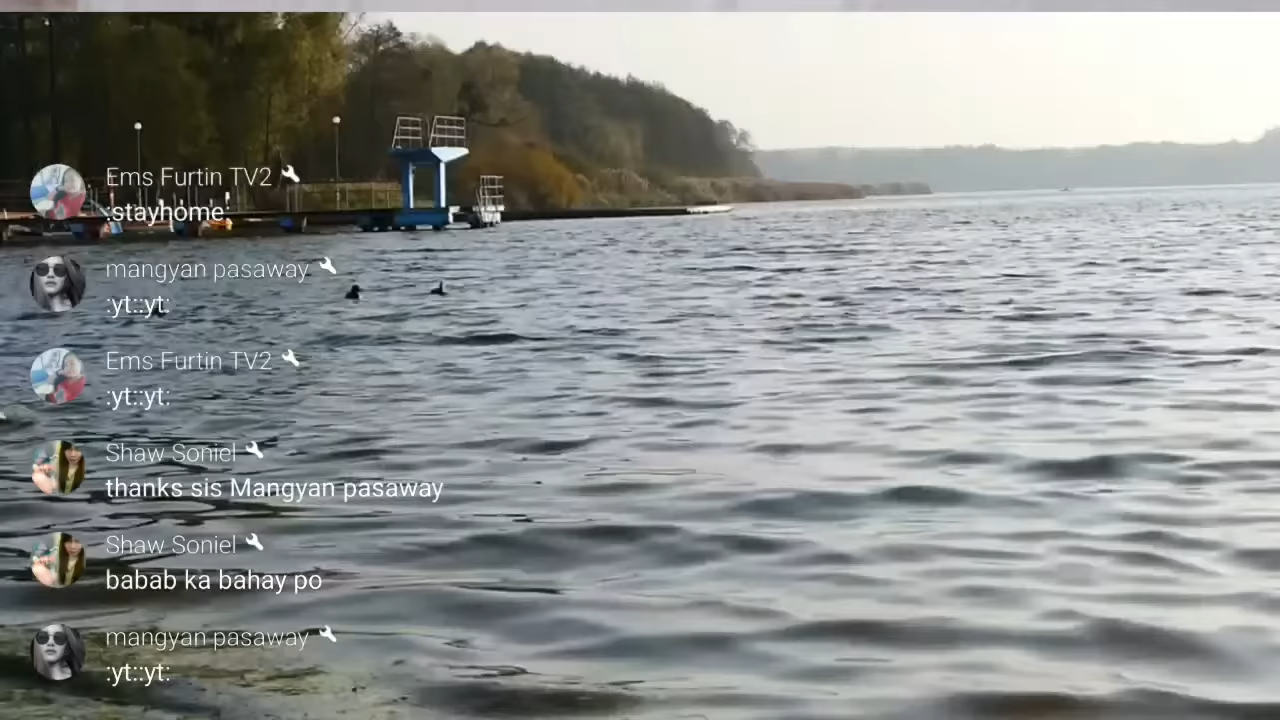 Ems Furtin TV2
:stayhome:
mangyan pasaway
:yt::yt:
Ems Furtin TV2
:yt::yt:
Shaw Soniel
thanks sis Mangyan pasaway
Shaw Soniel
babab ka bahay po
mangyan pasaway
:yt::yt: